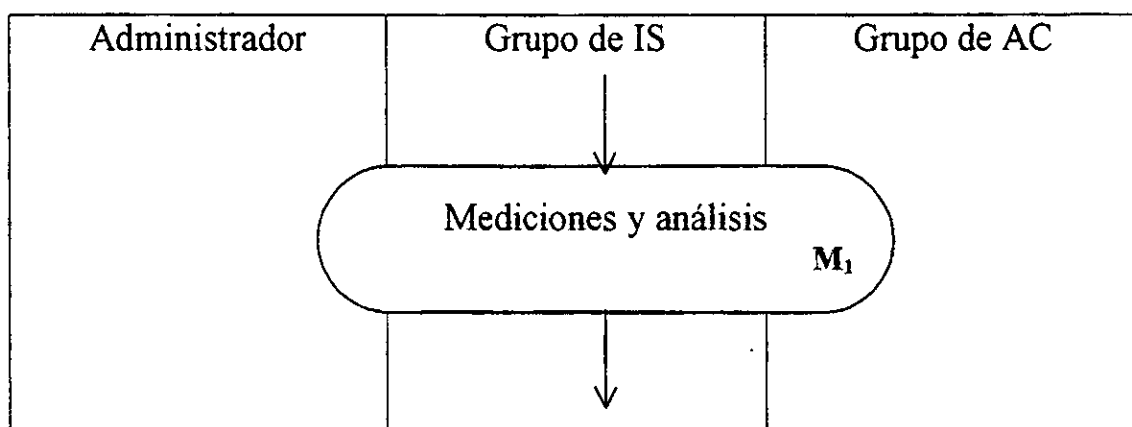 Administrador
Grupo de IS
Grupo de AC
Mediciones y análisis
M₁